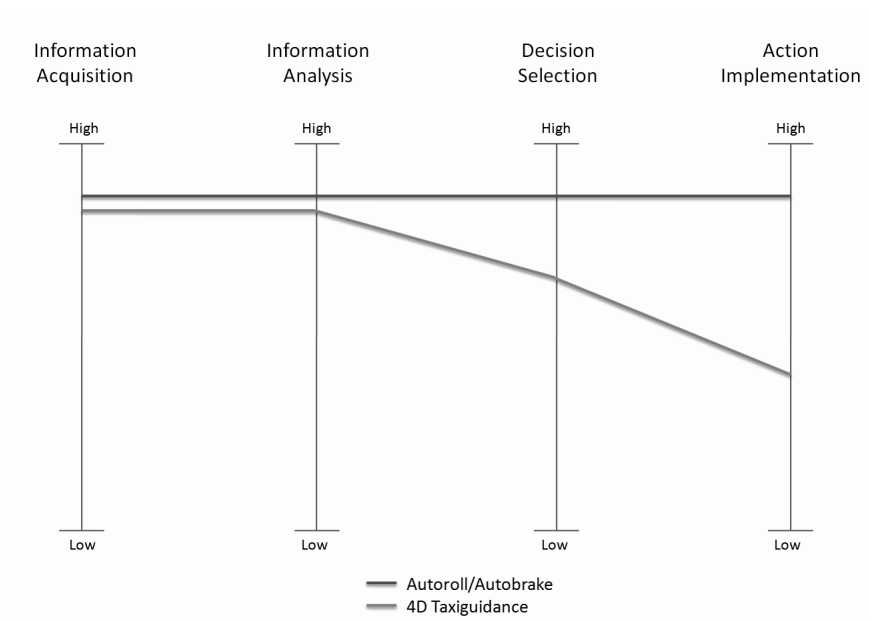 Information
Acquisition
Information
Analysis
Decision
Selection
Action
Implementation
High
High
High
High
Low
Low
Low
Low
Autoroll/Autobrake
4D Taxiguidance